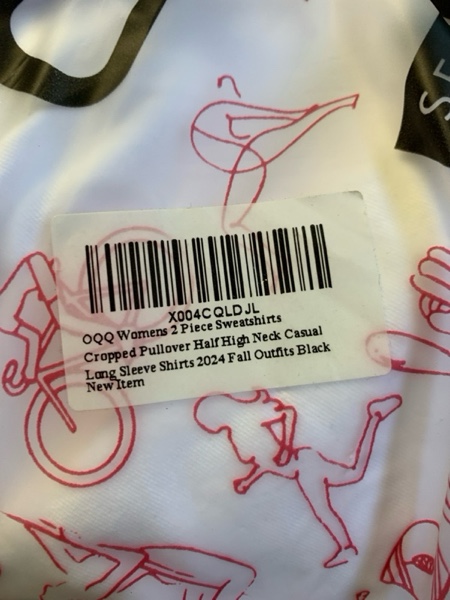 SE
X004CQLDJL
OQQ Womens 2 Piece Sweatshirts
Cropped Pullover Half High Neck Casual
Long Sleeve Shirts 2024 Fall Outfits Black
New Item